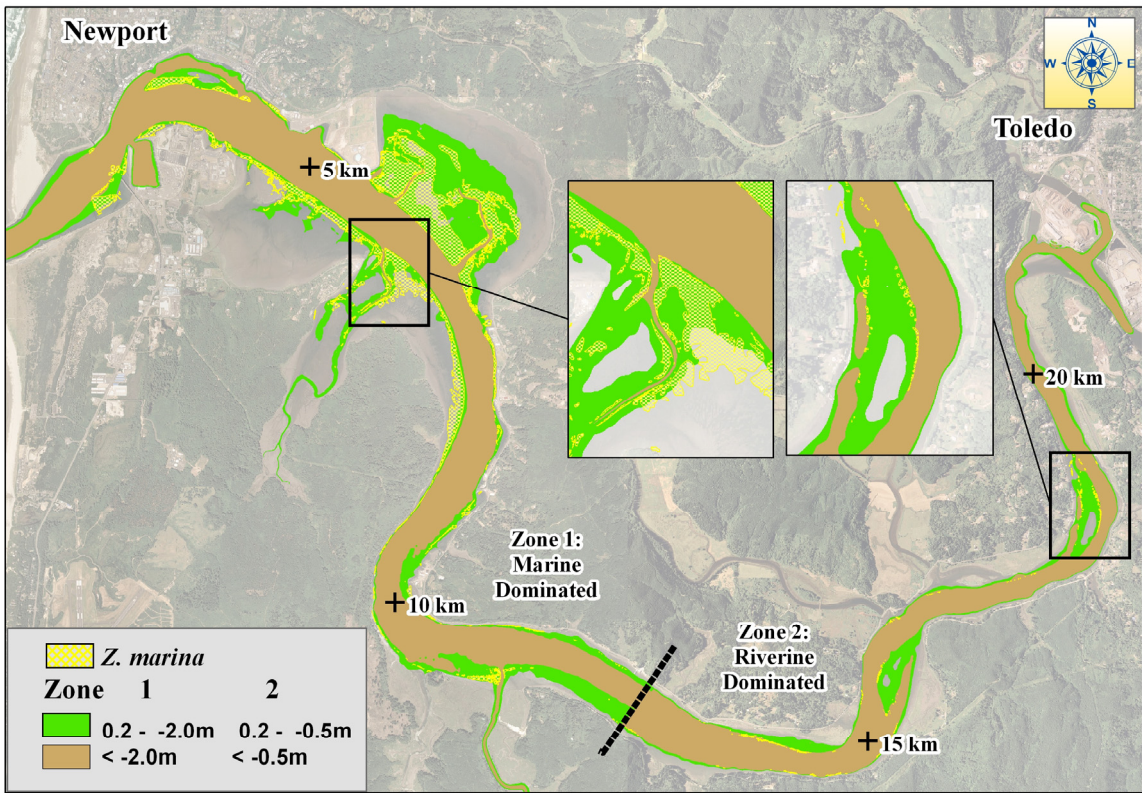 Newport
N
W E
S
Toledo
5 km
20 km
Zone 1:
Marine
Dominated
10 km
Zone 2:
Riverine
Dominated
15 km
Z. marina
Zone 1 2
0.2 - -2.0m 0.2 - -0.5m
< -2.0m < -0.5m